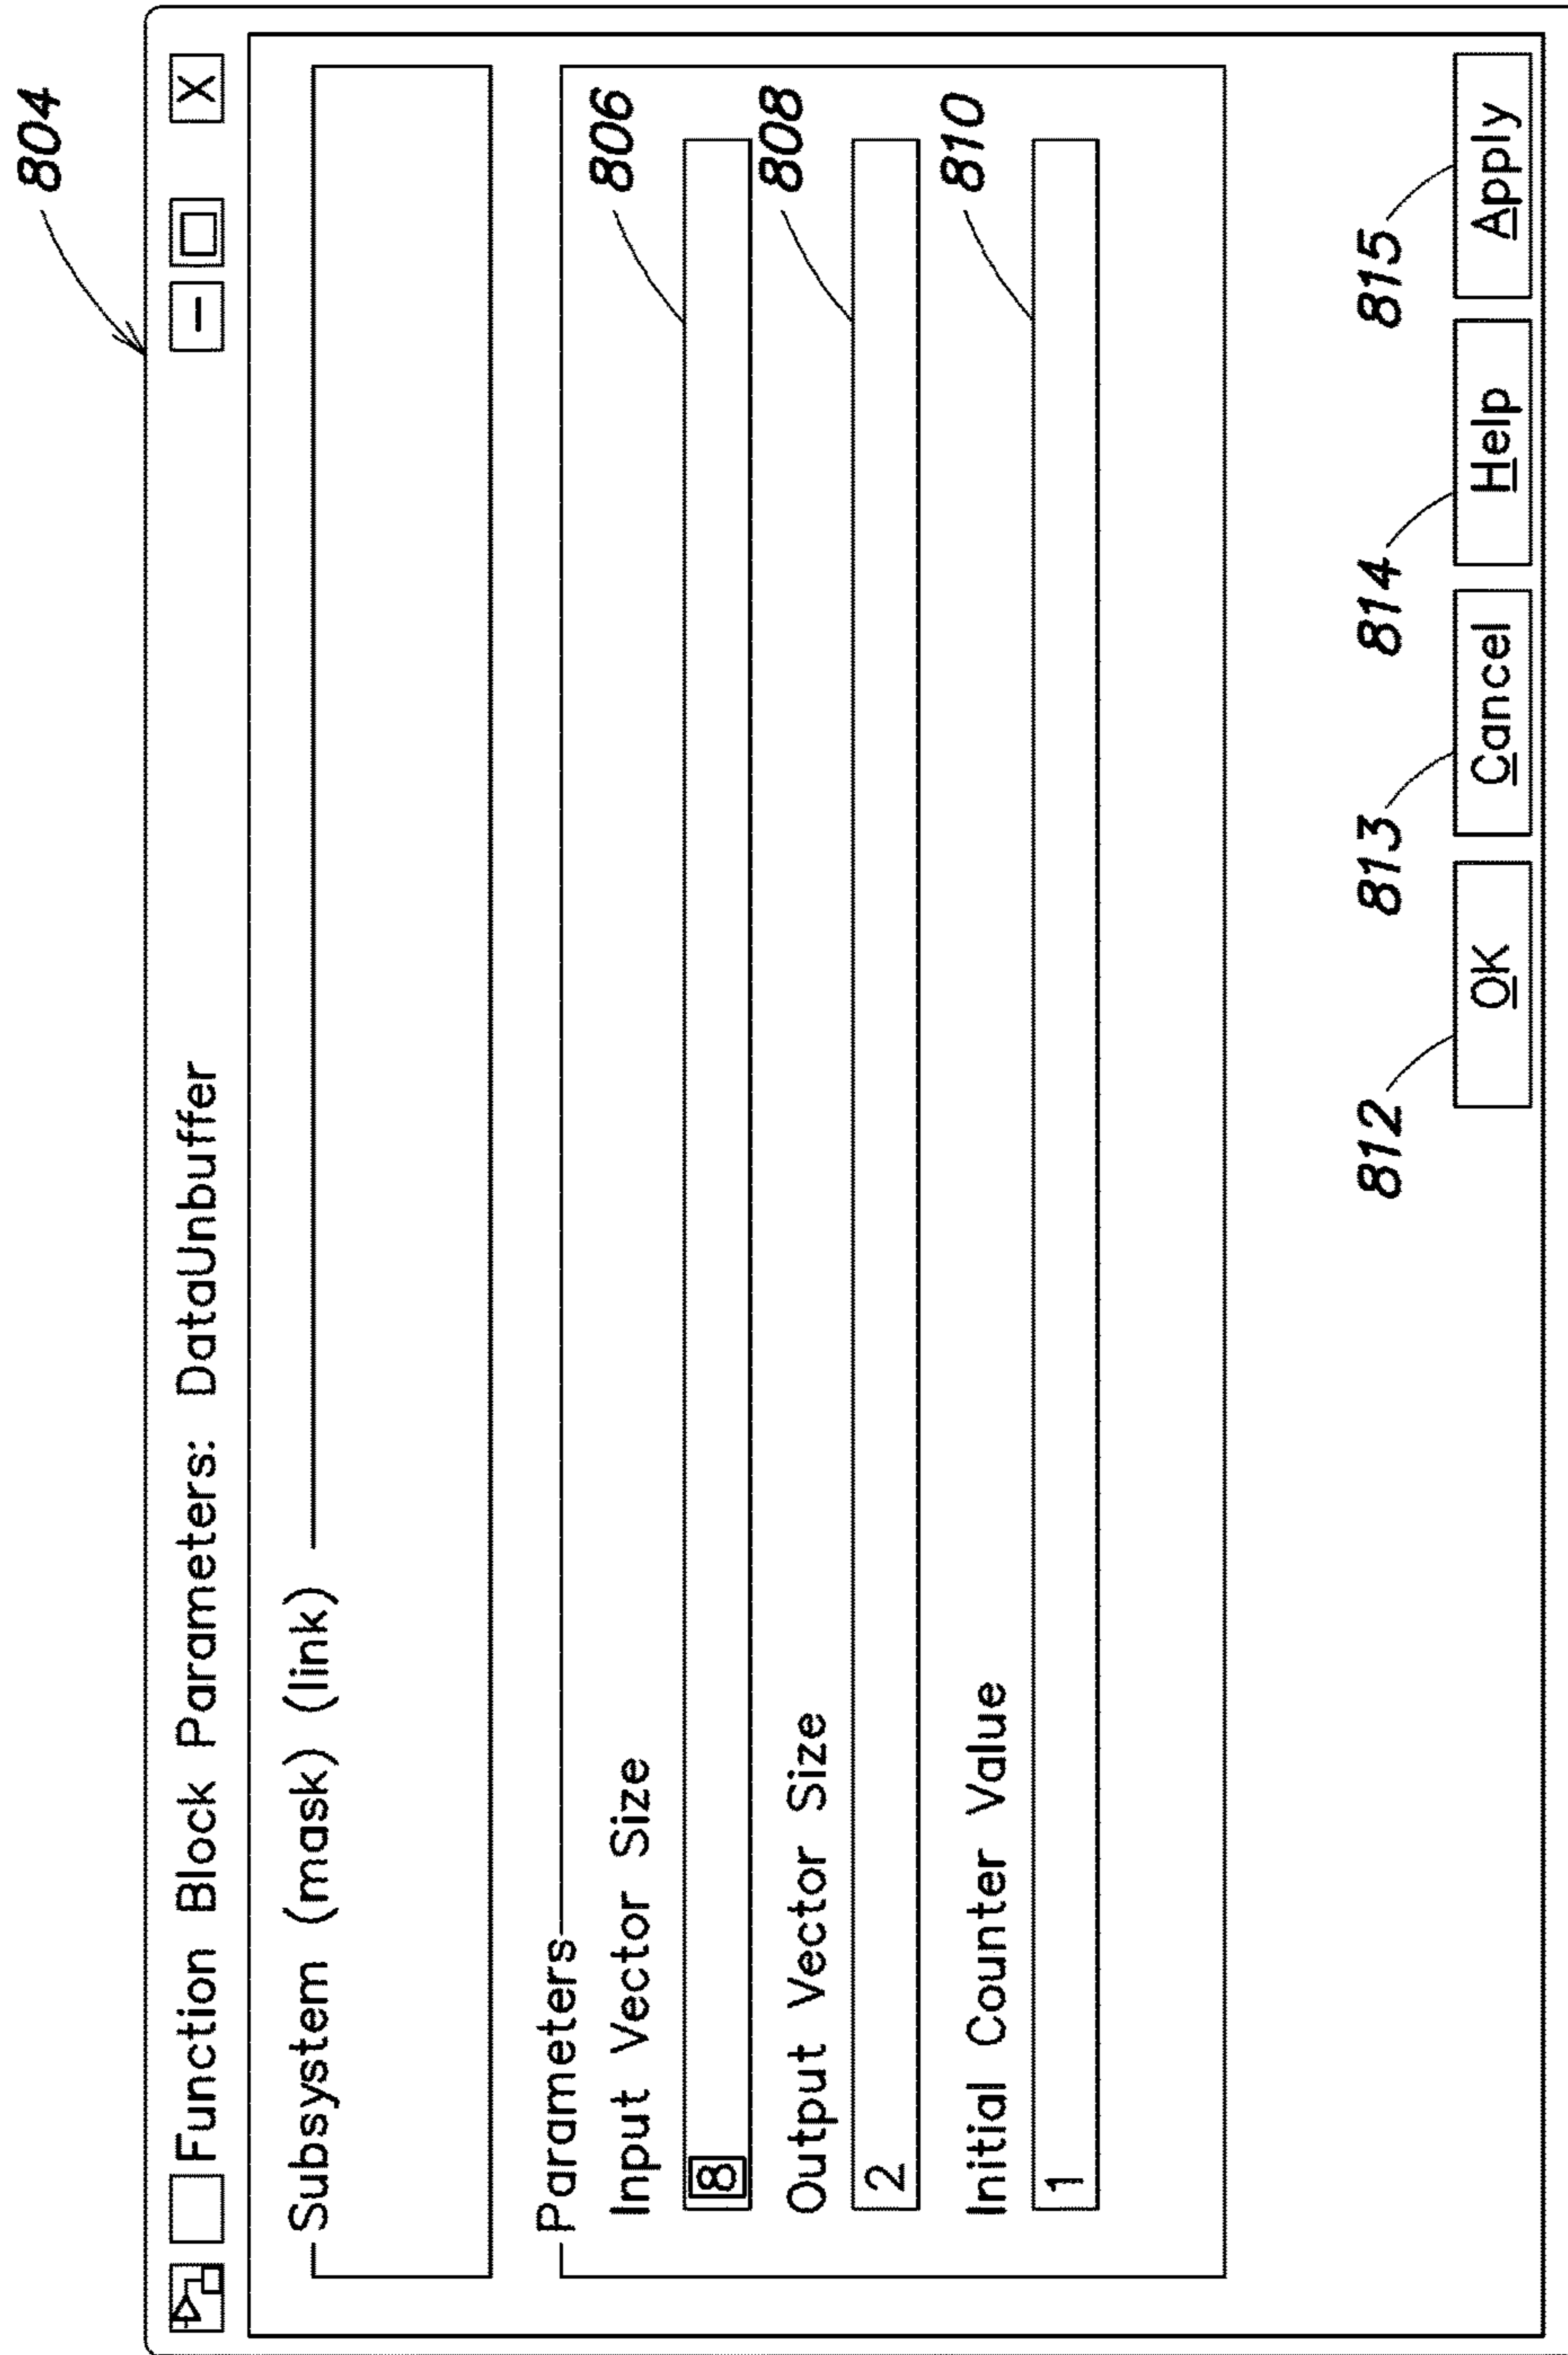 804
Function Block Parameters: DataUnbuffer
X
Subsystem (mask) (link)
Parameters
Input Vector Size
806
8
Output Vector Size
808
2
Initial Counter Value
810
1
812
813
814
815
OK
Cancel
Help
Apply